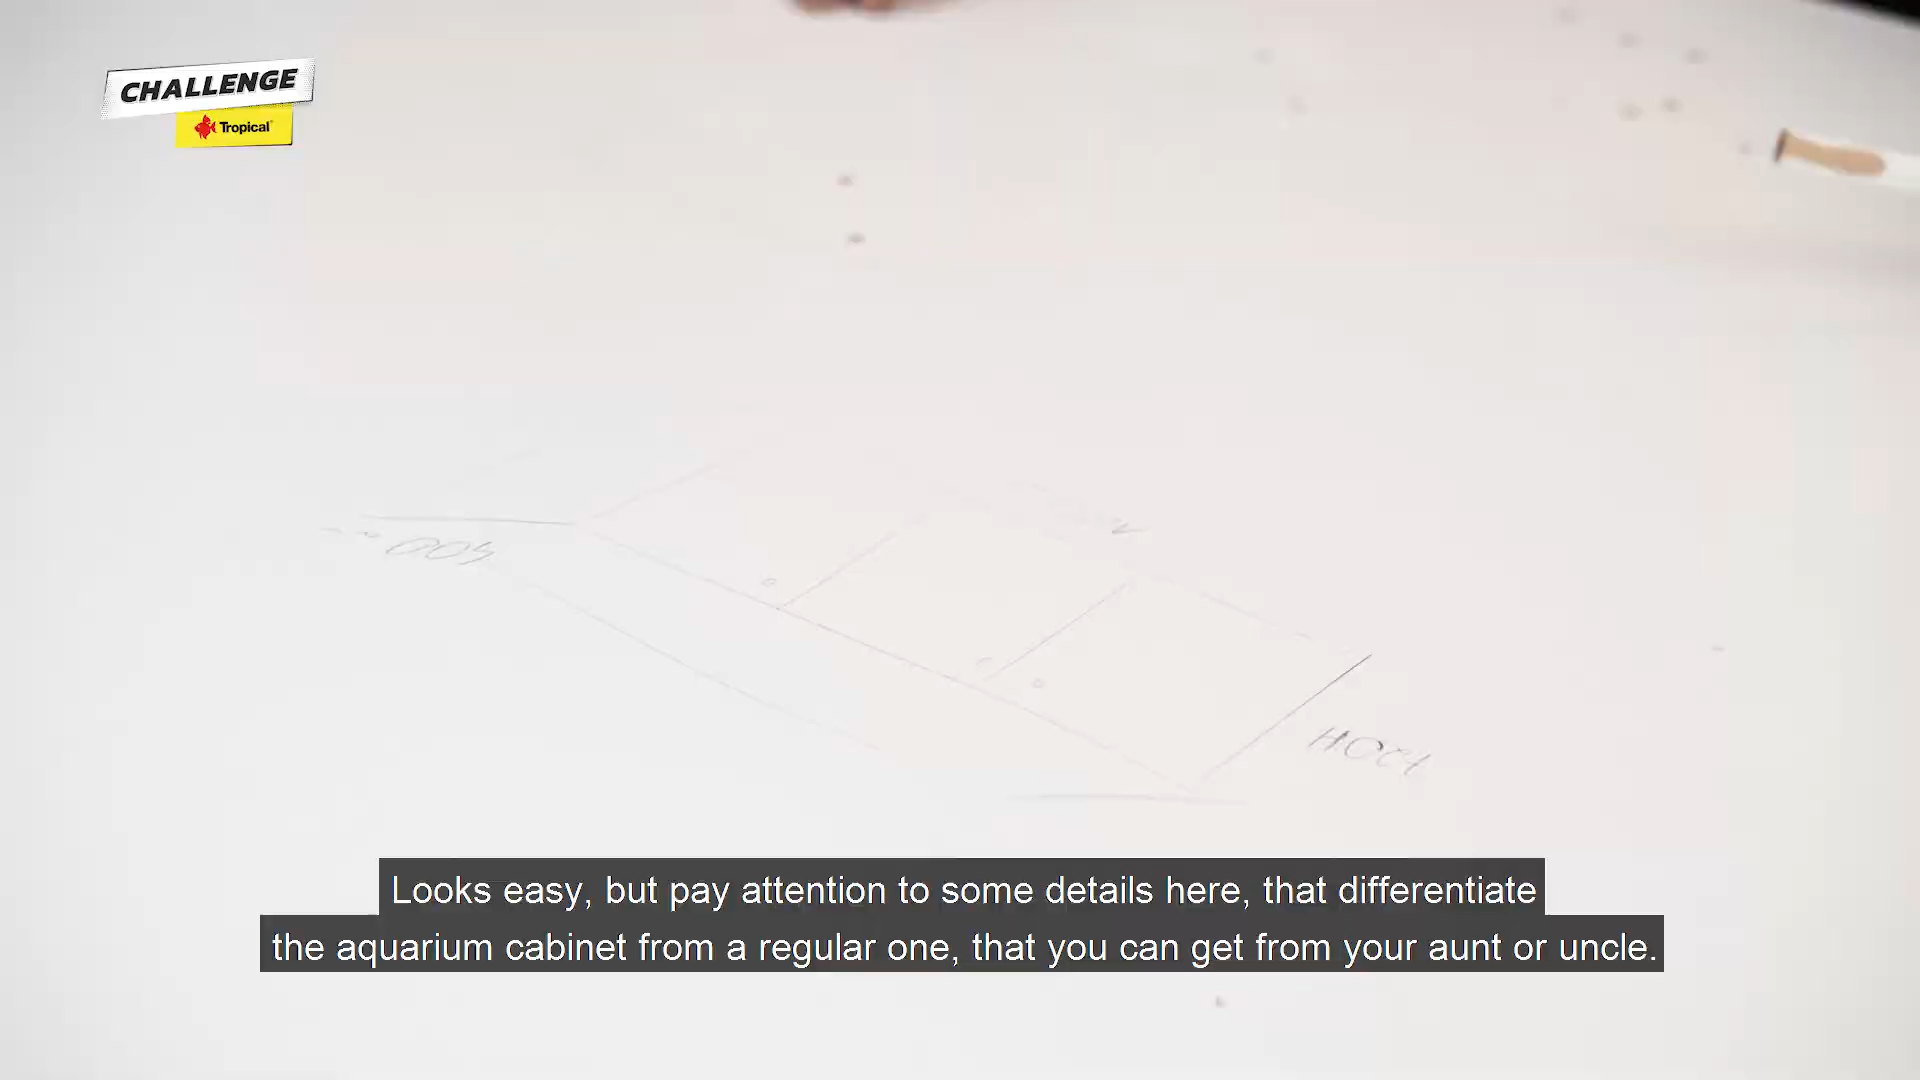 CHALLENGE
Tropical
Looks easy, but pay attention to some details here, that differentiate
the aquarium cabinet from a regular one, that you can get from your aunt or uncle.